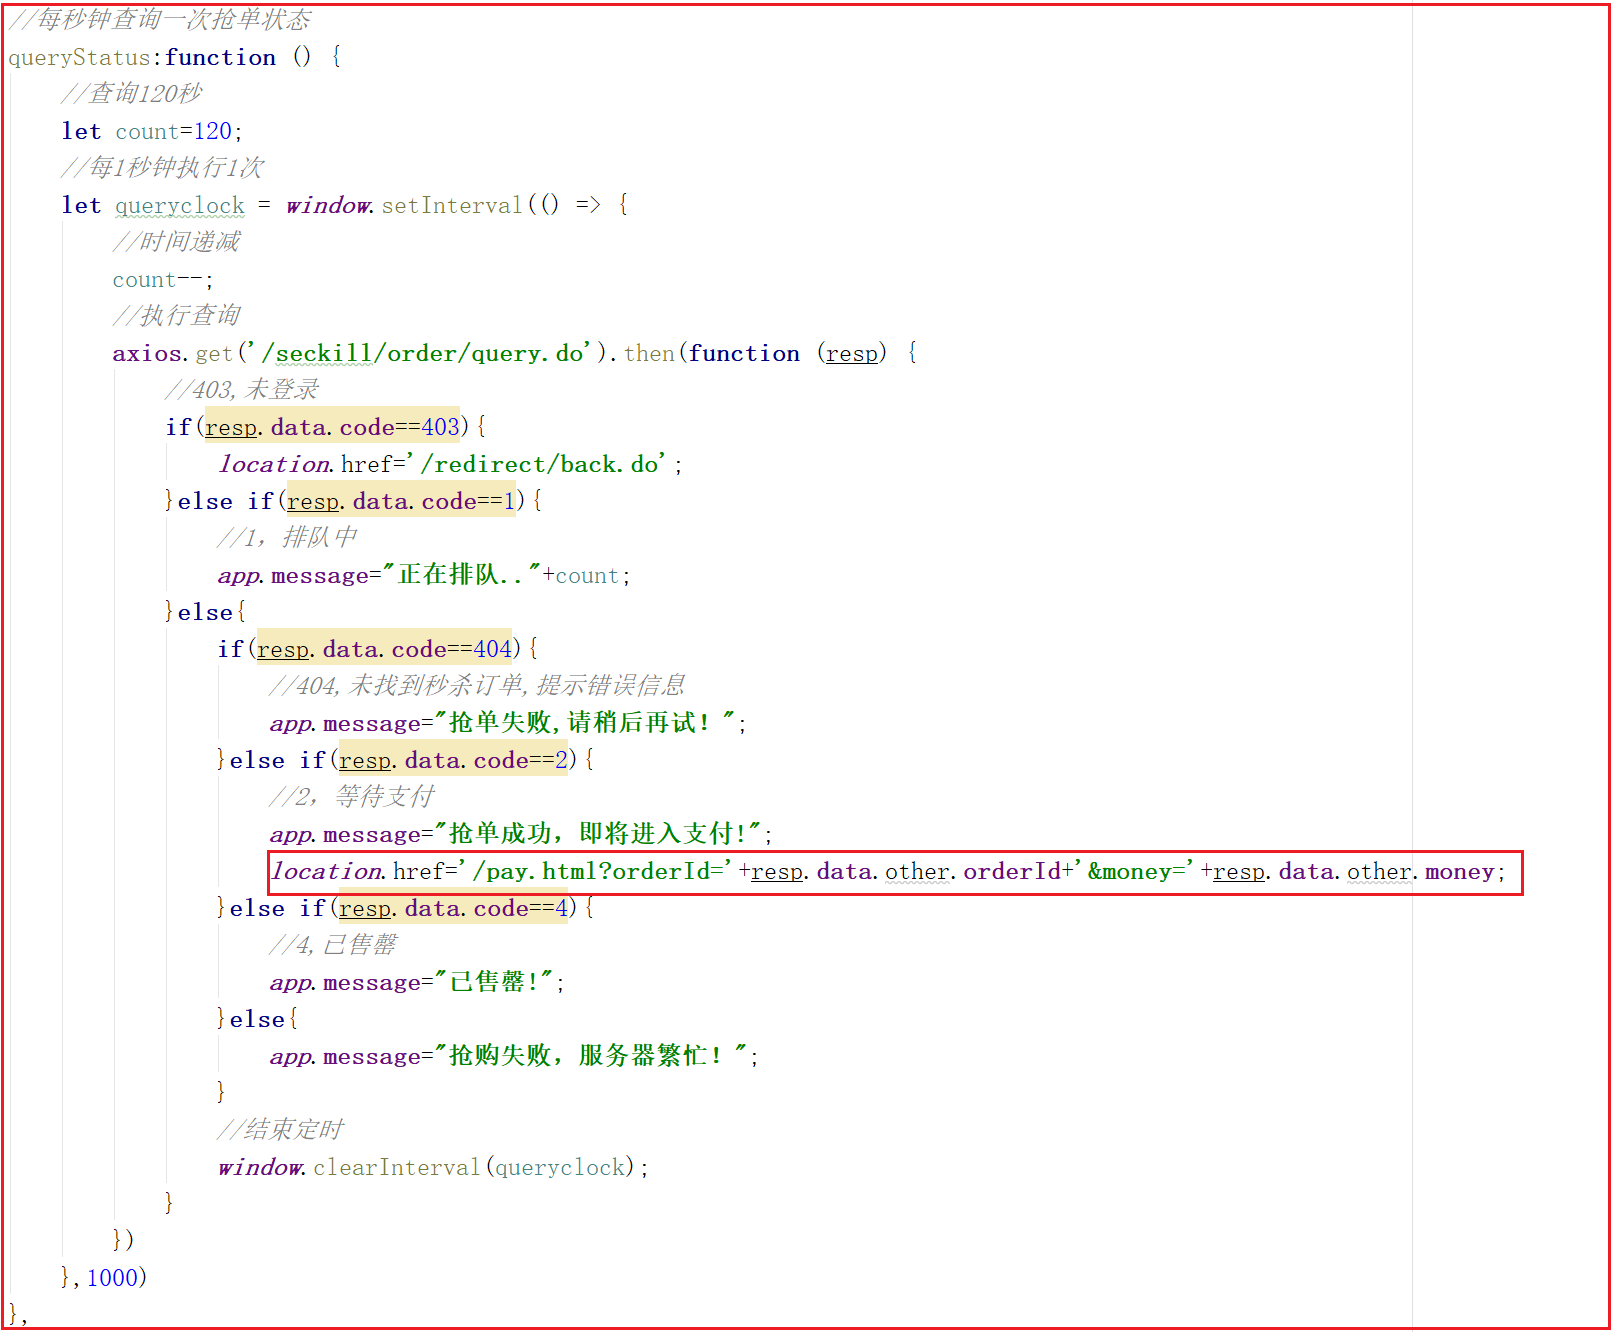 //每秒钟查询一次抢单状态
queryStatus:function () {
    //查询120秒
    let count=120;
    //每1秒钟执行1次
    let queryclock = window.setInterval(() => {
        //时间递减
        count--;
        //执行查询
        axios.get('/seckill/order/query.do').then(function (resp) {
            //403,未登录
            if(resp.data.code==403){
                location.href='/redirect/back.do';
            }else if(resp.data.code==1){
                //1，排队中
                app.message="正在排队.."+count;
            }else{
                if(resp.data.code==404){
                    //404,未找到秒杀订单,提示错误信息
                    app.message="抢单失败,请稍后再试！";
                }else if(resp.data.code==2){
                    //2，等待支付
                    app.message="抢单成功，即将进入支付!";
                    location.href='/pay.html?orderId='+resp.data.other.orderId+'&money='+resp.data.other.money;
                }else if(resp.data.code==4){
                    //4,已售罄
                    app.message="已售罄!";
                }else{
                    app.message="抢购失败，服务器繁忙！";
                }
                //结束定时
                window.clearInterval(queryclock);
            }
        })
    },1000)
},